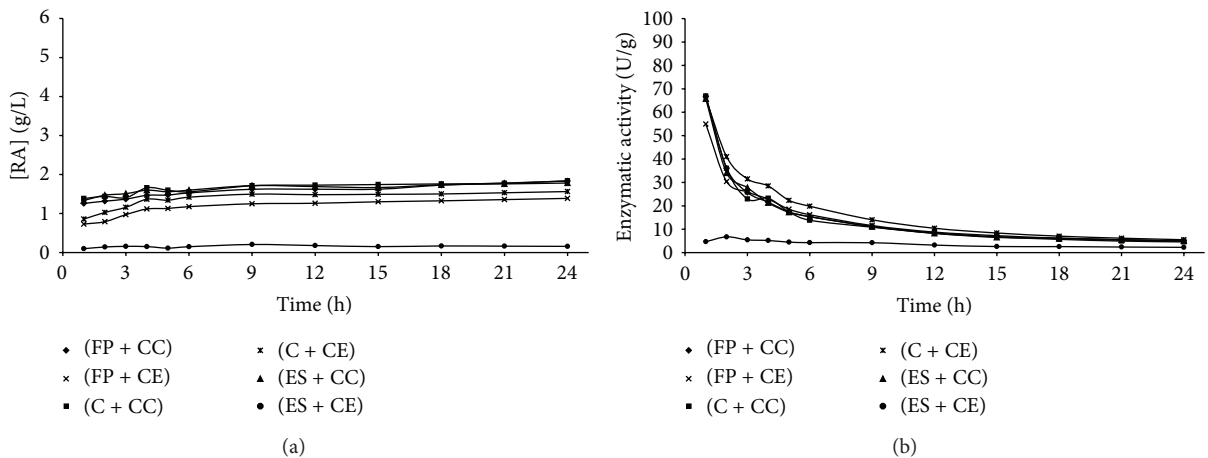 6
5
4
3
2
1
0
[RA] (g/L)
0 3 6 9 12 15 18 21 24
Time (h)
(FP + CC)
(FP + CE)
(C + CC)
(C + CE)
(ES + CC)
(ES + CE)
(a)
100
90
80
70
60
50
40
30
20
10
0
Enzymatic activity (U/g)
0 3 6 9 12 15 18 21 24
Time (h)
(FP + CC)
(FP + CE)
(C + CC)
(C + CE)
(ES + CC)
(ES + CE)
(b)